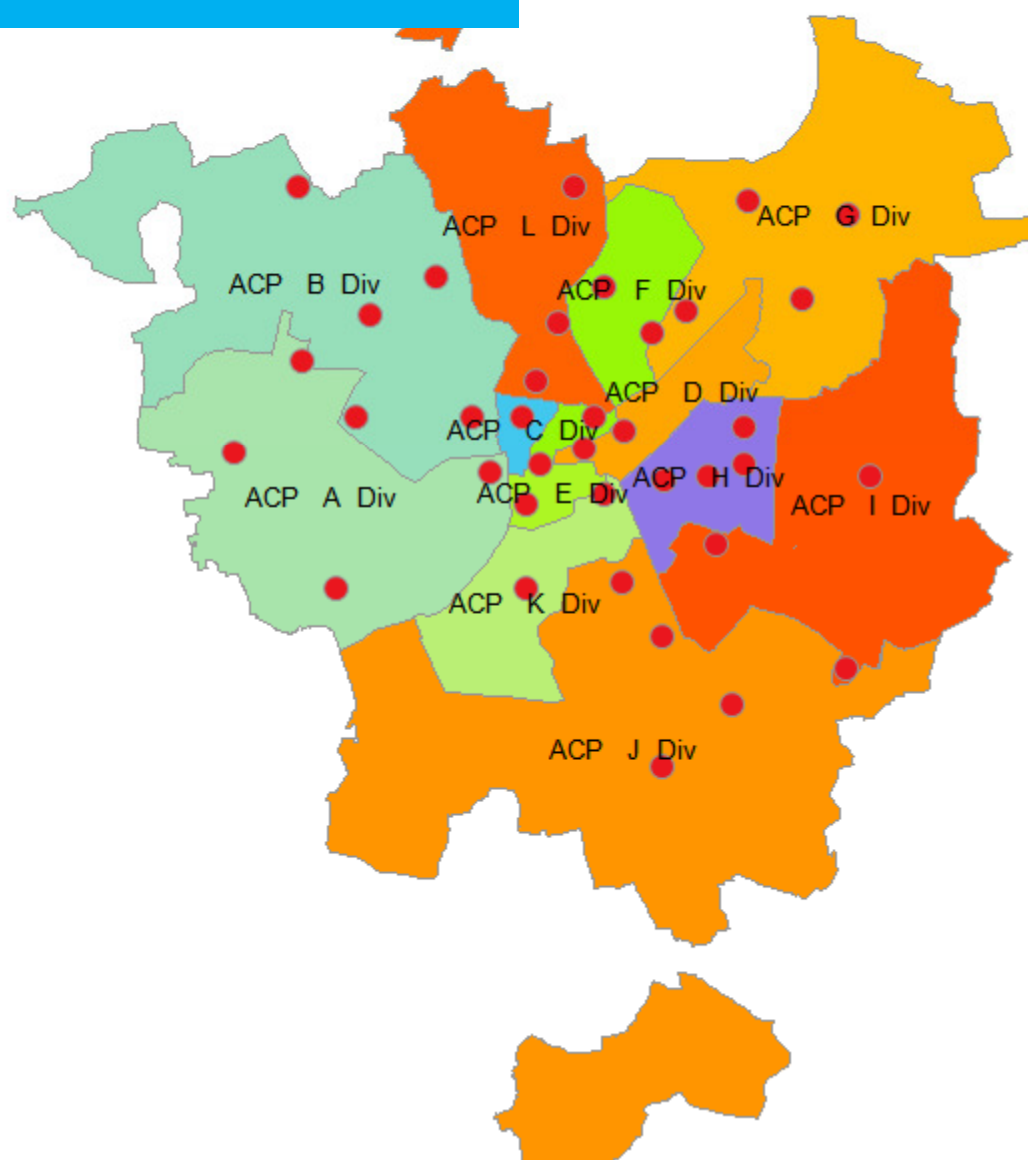 ACP L Div
ACP G Div
ACP B Div
ACP F Div
ACP D Div
ACP C Div
ACP H Div
ACP E Div
ACP A Div
ACP I Div
ACP K Div
ACP J Div